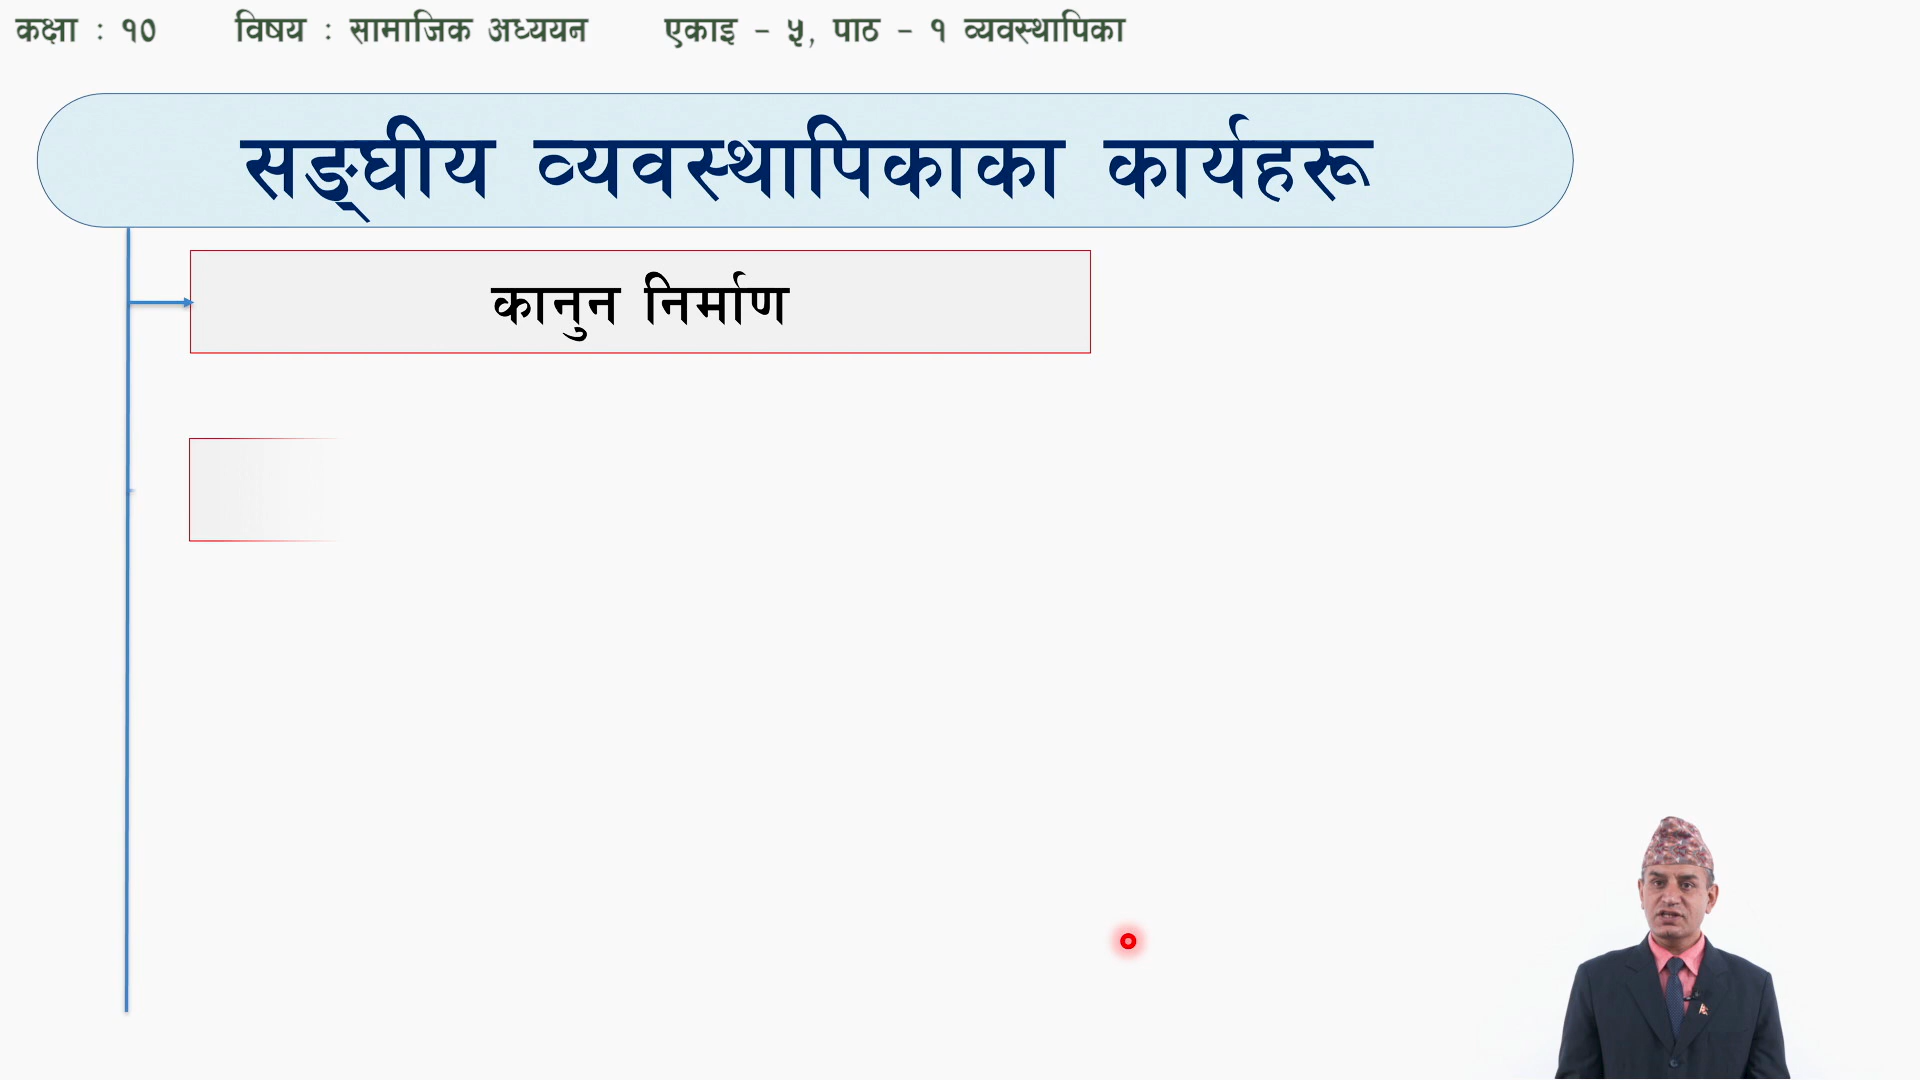 कक्षा : १० विषय : सामाजिक अध्ययन एकाइ - ५, पाठ - १ व्यवस्थापिका
सङ्घीय व्यवस्थापिकाका कार्यहरू
कानुन निर्माण